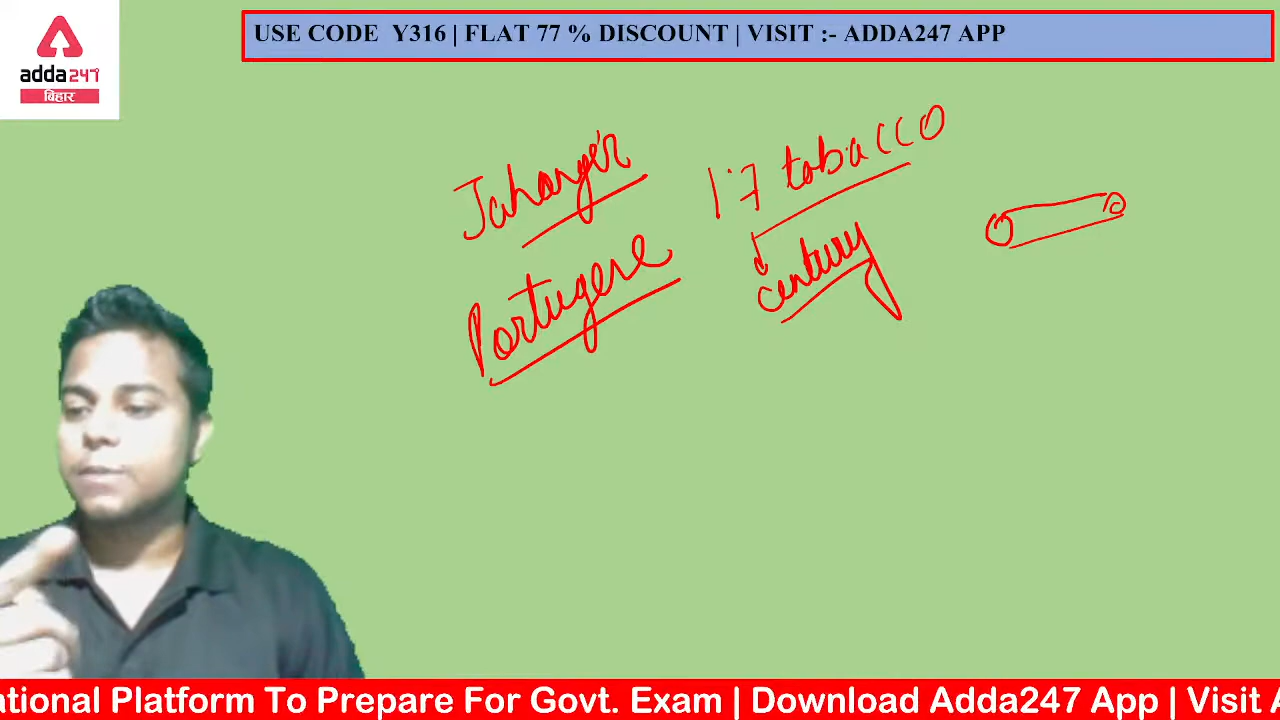 USE CODE Y316 | FLAT 77 % DISCOUNT | VISIT :- ADDA247 APP
adda247
बिहार
Jahangir 17 tobacco
Portugere century
ational Platform To Prepare For Govt. Exam | Download Adda247 App | Visit A